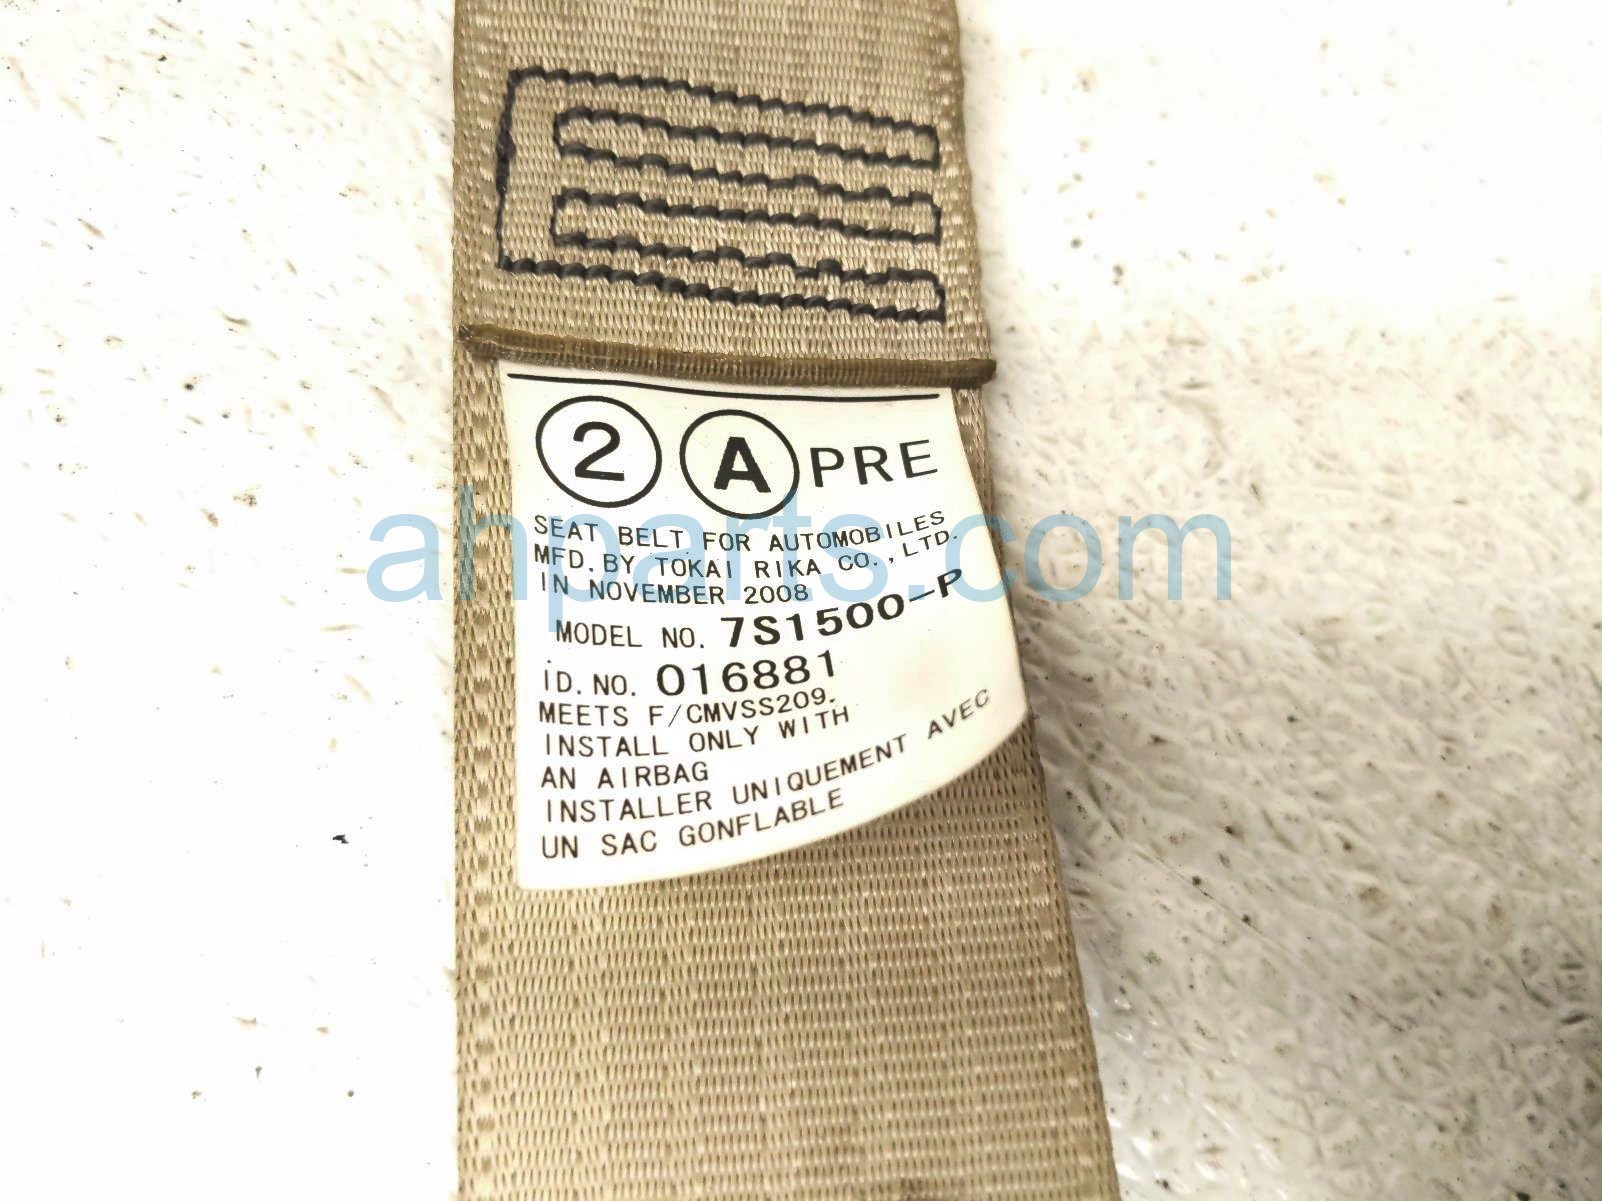 2 A PRE
SEAT BELT FOR AUTOMOBILES
MFD. BY TOKAI RIKA CO., LTD.
IN NOVEMBER 2008
MODEL NO. 7S1500-P
ID. NO. 016881
MEETS F/CMVSS209.
INSTALL ONLY WITH
AN AIRBAG
INSTALLER UNIQUEMENT AVEC
UN SAC GONFLABLE
ahparts.com